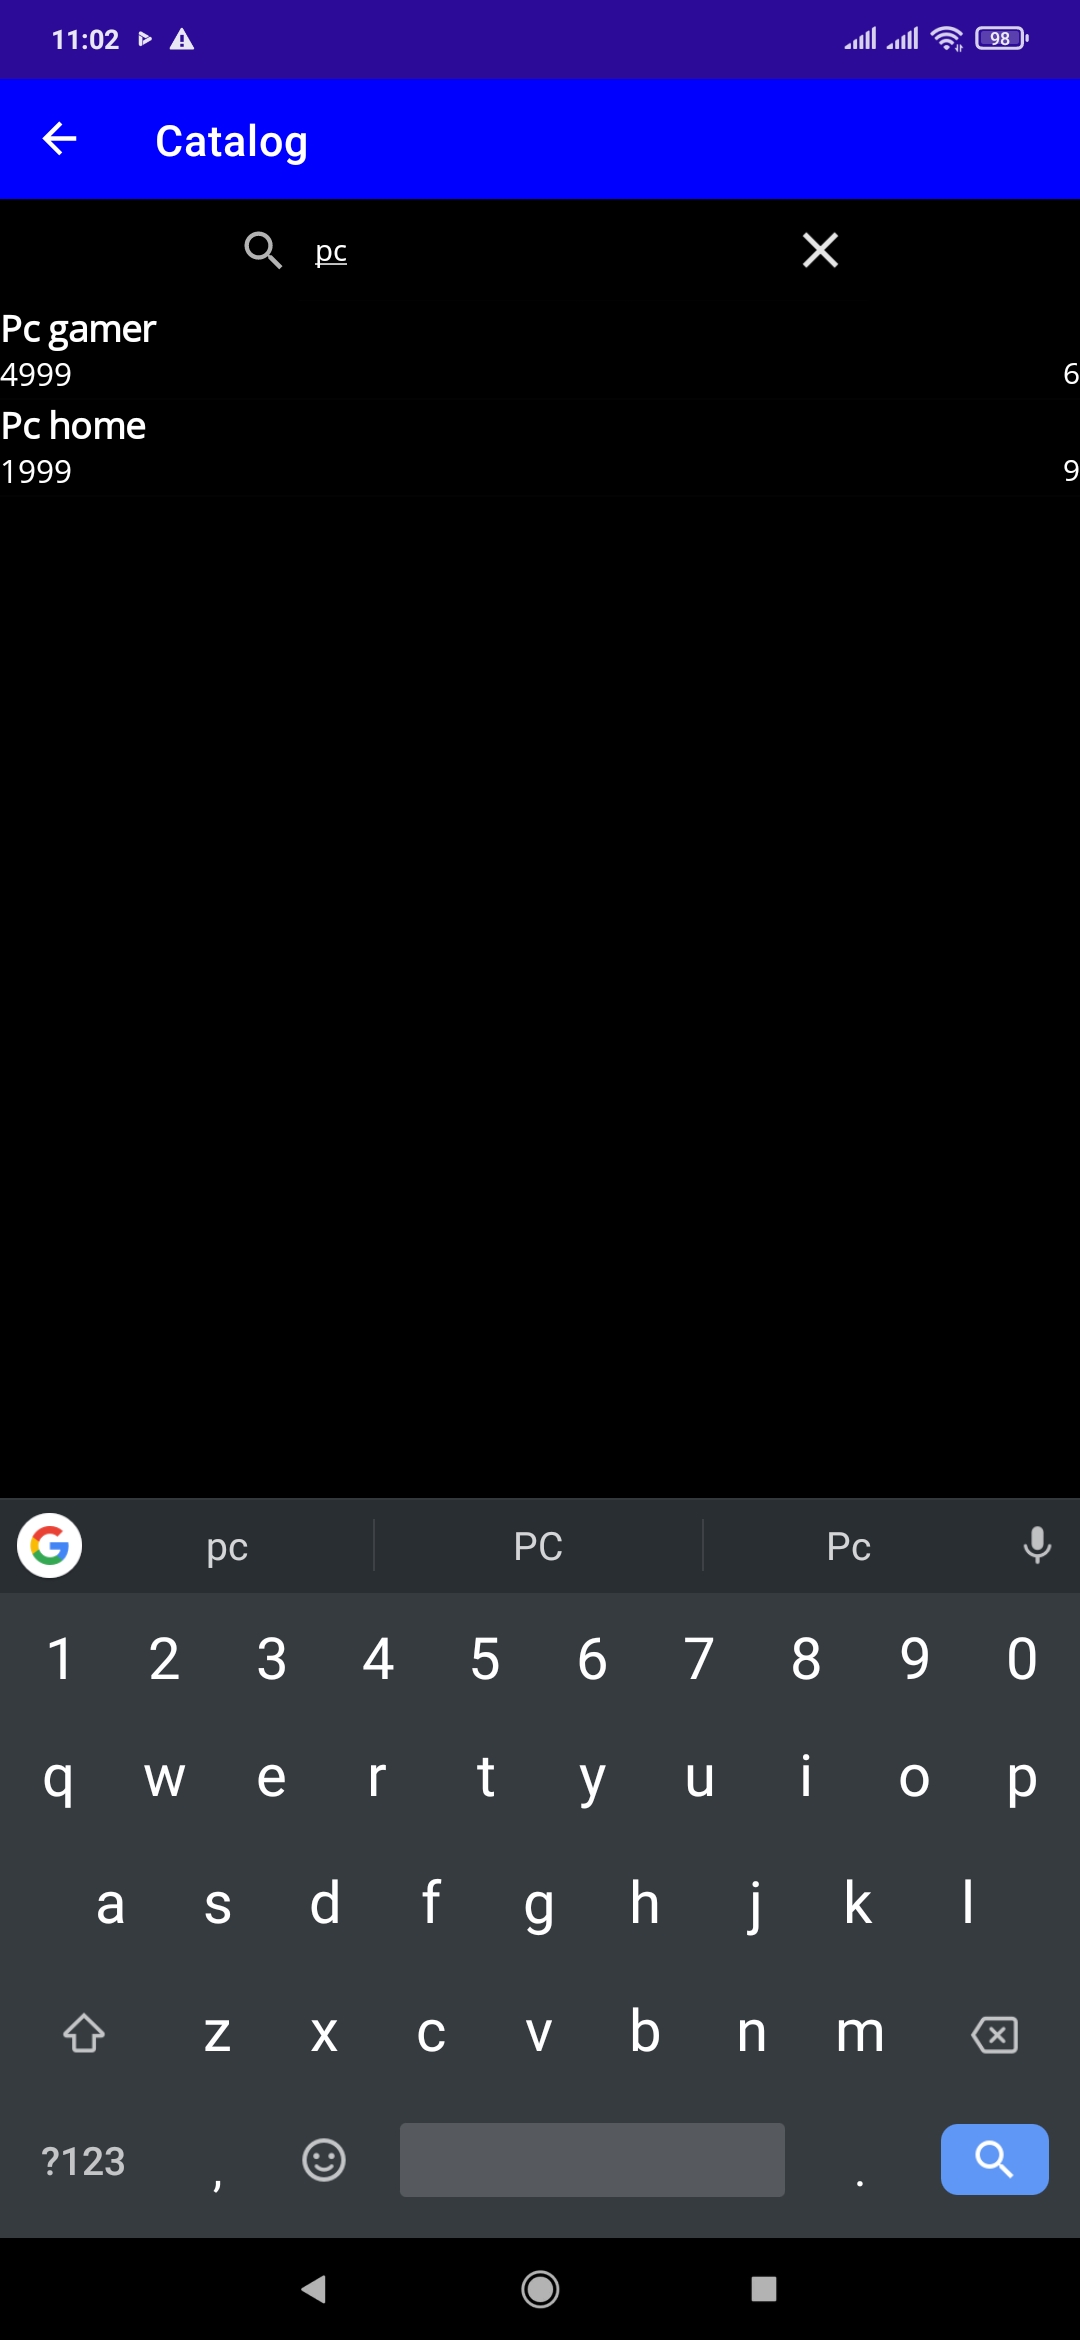 11:02 98
Catalog
pc
Pc gamer
4999 6
Pc home
1999 9
pc PC Pc
1 2 3 4 5 6 7 8 9 0
q w e r t y u i o p
a s d f g h j k l
z x c v b n m
?123 , .